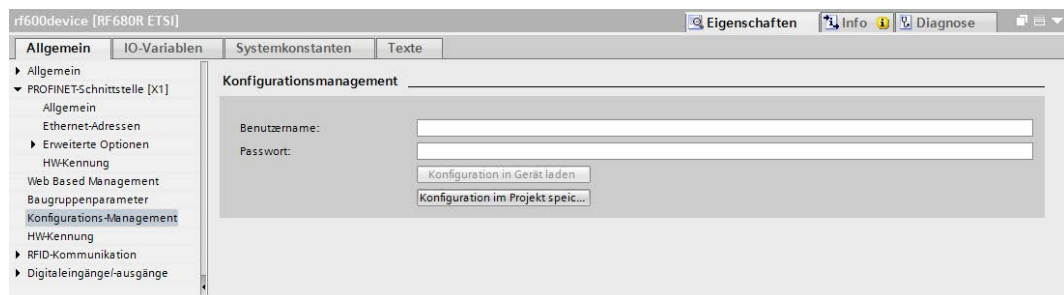 rf600device [RF680R ETSI]
Eigenschaften
Info
Diagnose
Allgemein
IO-Variablen
Systemkonstanten
Texte
Allgemein
PROFINET-Schnittstelle [X1]
Allgemein
Ethernet-Adressen
Erweiterte Optionen
HW-Kennung
Web Based Management
Baugruppenparameter
Konfigurations-Management
HW-Kennung
RFID-Kommunikation
Digitaleingänge/-ausgänge
Konfigurationsmanagement
Benutzername:
Passwort:
Konfiguration in Gerät laden
Konfiguration im Projekt speic...